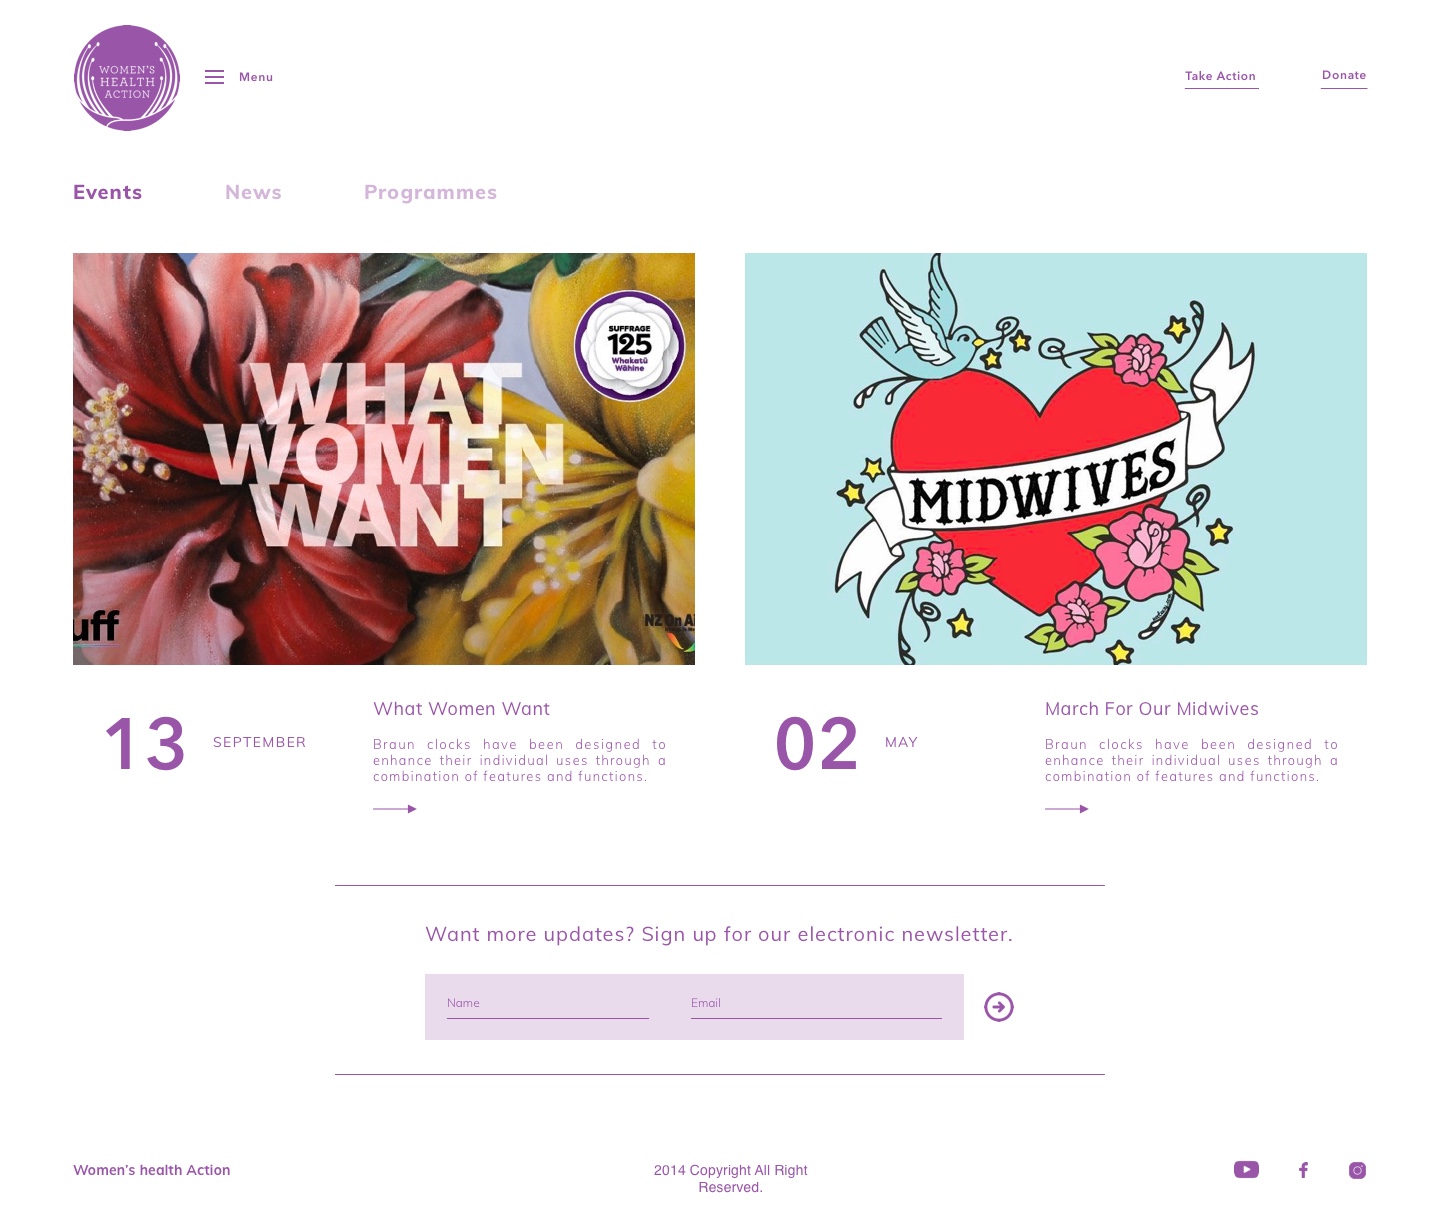 WOMEN'S
HEALTH
ACTION
Menu
Take Action
Donate
Events
News
Programmes
SUFFRAGE
125
Whakatū
Wāhine
WHAT
WOMEN
WANT
uff
NZ On Ai
MIDWIVES
13
SEPTEMBER
What Women Want
Braun clocks have been designed to
enhance their individual uses through a
combination of features and functions.
02
MAY
March For Our Midwives
Braun clocks have been designed to
enhance their individual uses through a
combination of features and functions.
Want more updates? Sign up for our electronic newsletter.
Name
Email
Women's health Action
2014 Copyright All Right
Reserved.